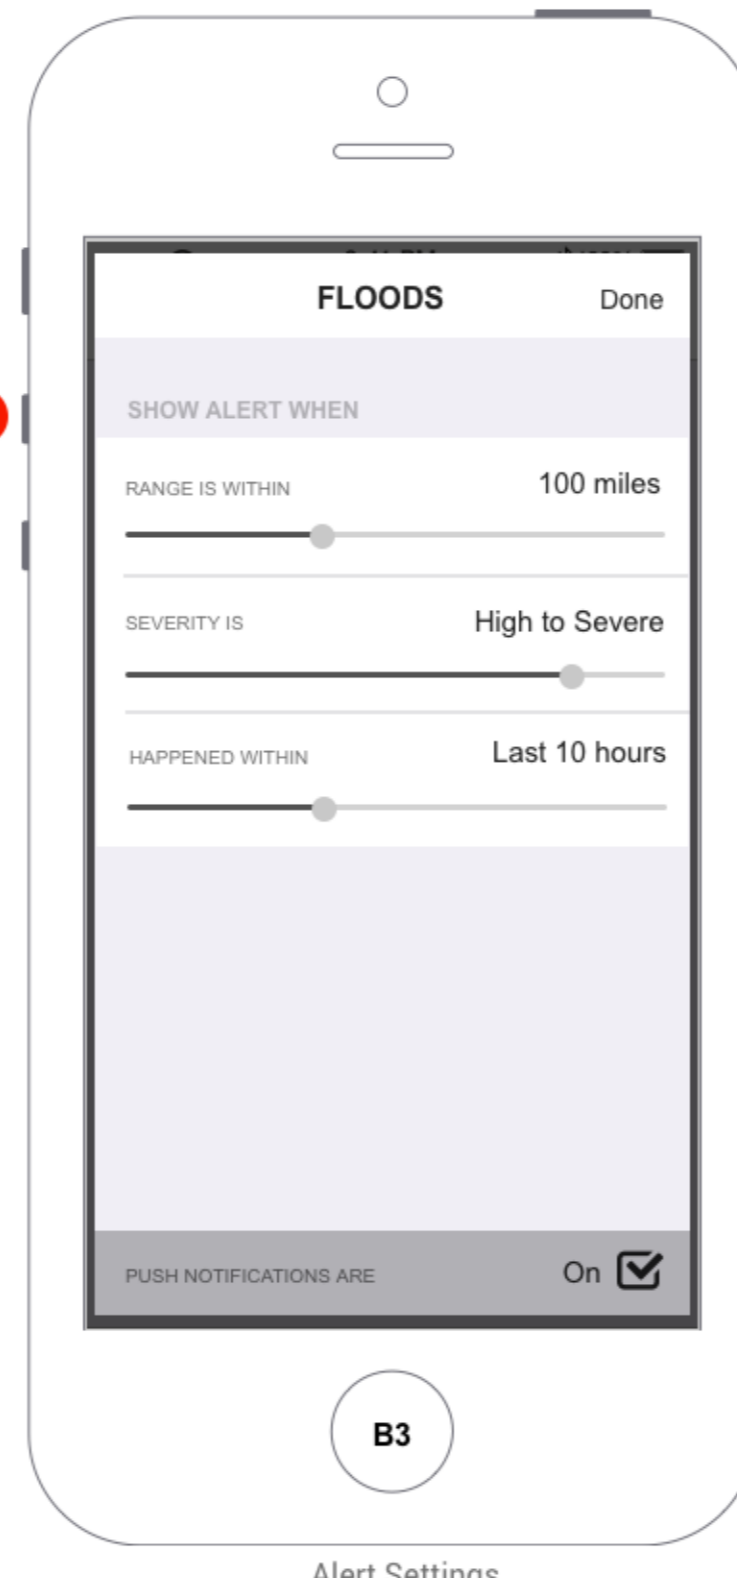 FLOODS Done
SHOW ALERT WHEN
RANGE IS WITHIN 100 miles
SEVERITY IS High to Severe
HAPPENED WITHIN Last 10 hours
PUSH NOTIFICATIONS ARE On
B3
Alert Settings